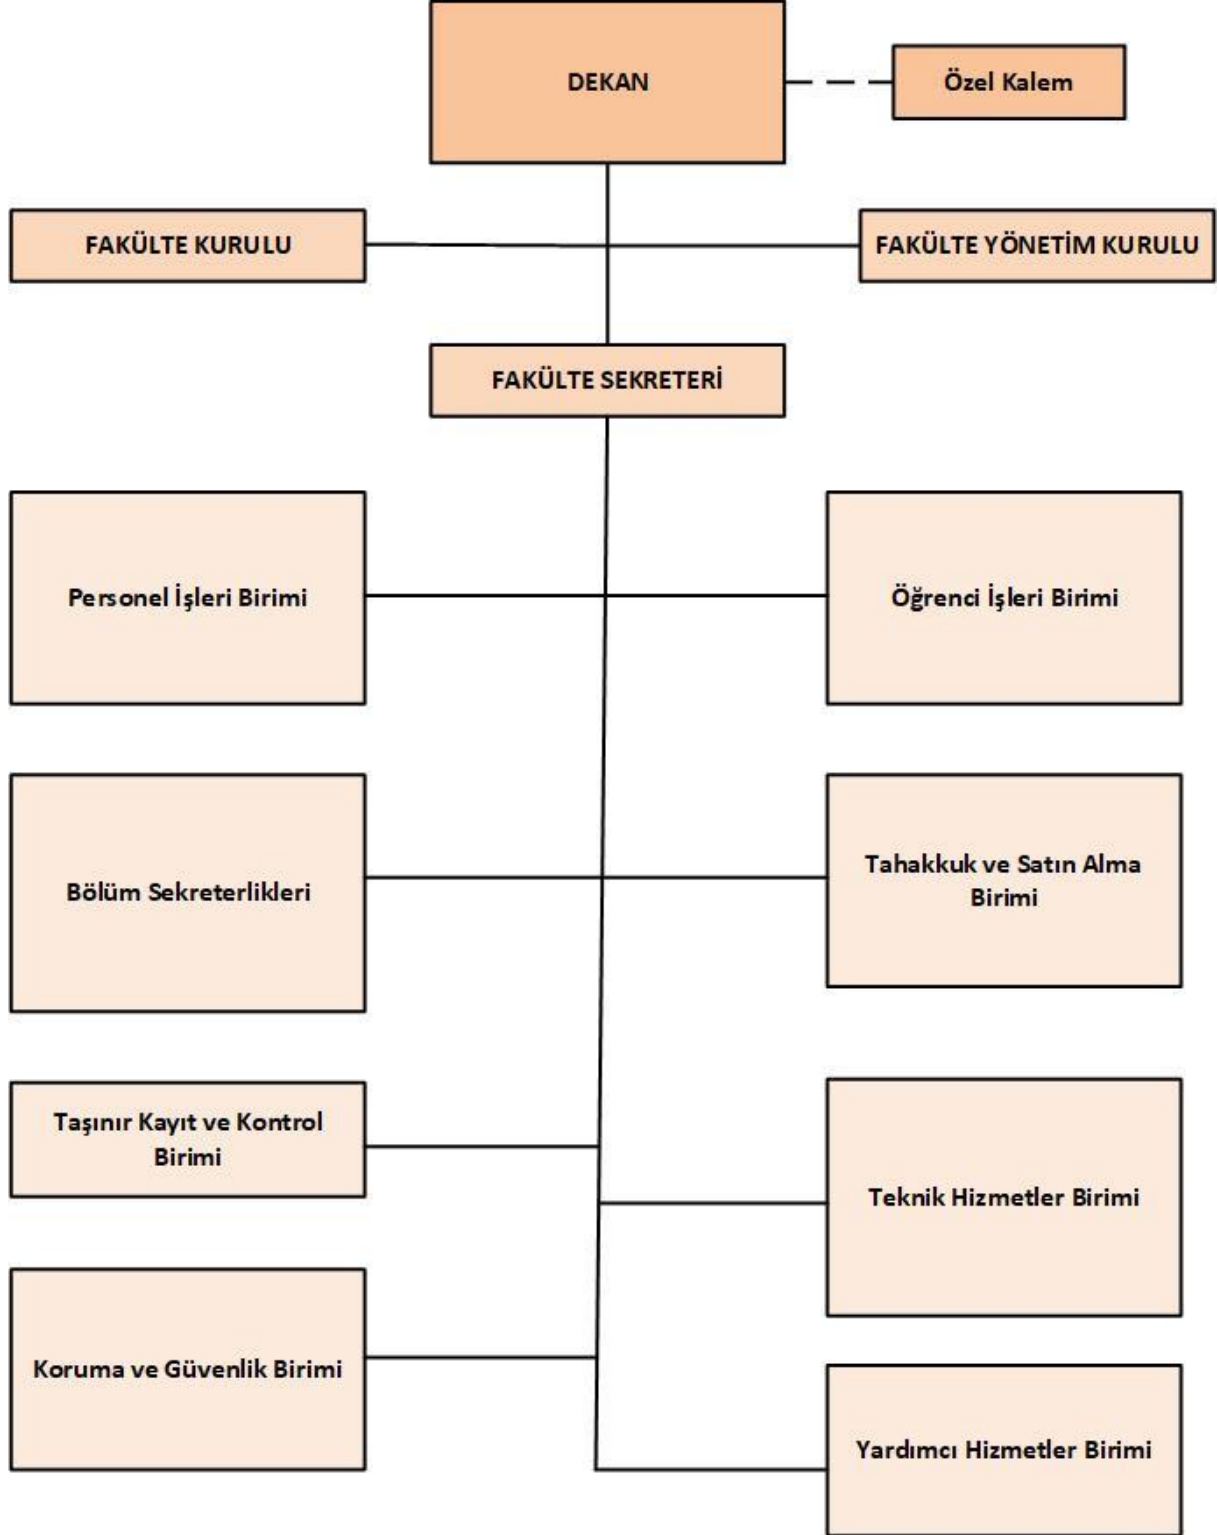 DEKAN
Özel Kalem
FAKÜLTE KURULU
FAKÜLTE YÖNETİM KURULU
FAKÜLTE SEKRETERİ
Personel İşleri Birimi
Öğrenci İşleri Birimi
Bölüm Sekreterlikleri
Tahakkuk ve Satın Alma
Birimi
Taşınır Kayıt ve Kontrol
Birimi
Teknik Hizmetler Birimi
Koruma ve Güvenlik Birimi
Yardımcı Hizmetler Birimi